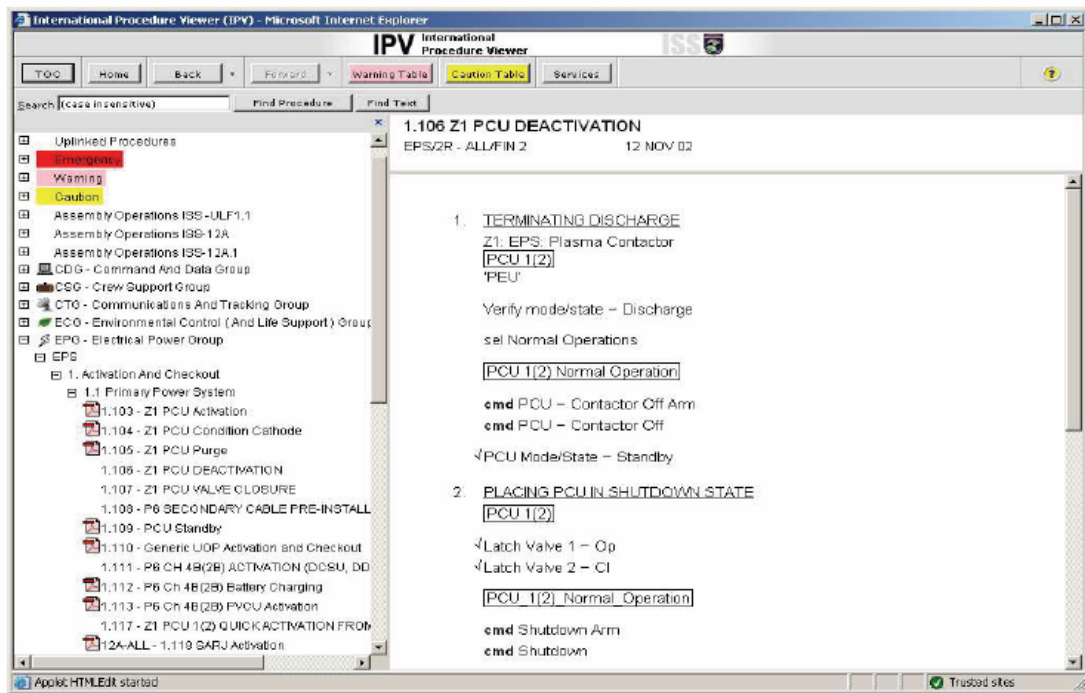 International Procedure Viewer (IPV) - Microsoft Internet Explorer
IPV International Procedure Viewer
ISS
TOC Home Back Forward Warning Table Caution Table Services ?
Search (case insensitive) Find Procedure Find Text
Uplinked Procedures
Emergency
Warning
Caution
Assembly Operations ISS-ULF1.1
Assembly Operations ISS-12A
Assembly Operations ISS-12A.1
CDG - Command And Data Group
CSG - Crew Support Group
CTG - Communications And Tracking Group
ECG - Environmental Control (And Life Support) Group
EPG - Electrical Power Group
EPS
1. Activation And Checkout
1.1 Primary Power System
1.103 - Z1 PCU Activation
1.104 - Z1 PCU Condition Cathode
1.105 - Z1 PCU Purge
1.106 - Z1 PCU DEACTIVATION
1.107 - Z1 PCU VALVE CLOSURE
1.108 - P6 SECONDARY CABLE PRE-INSTALL
1.109 - PCU Standby
1.110 - Generic UOP Activation and Checkout
1.111 - P6 CH 4B(2B) ACTIVATION (DCSU, DD
1.112 - P6 Ch 4B(2B) Battery Charging
1.113 - P6 Ch 4B(2B) PVCU Activation
1.117 - Z1 PCU 1(2) QUICK ACTIVATION FROM
12A-ALL - 1.119 SARJ Activation
1.106 Z1 PCU DEACTIVATION
EPS/2R - ALL/FIN 2 12 NOV 02
1. TERMINATING DISCHARGE
Z1: EPS: Plasma Contactor
PCU 1(2)
'PEU'
Verify mode/state – Discharge
sel Normal Operations
PCU 1(2) Normal Operation
cmd PCU – Contactor Off Arm
cmd PCU – Contactor Off
√PCU Mode/State – Standby
2. PLACING PCU IN SHUTDOWN STATE
PCU 1(2)
√Latch Valve 1 – Op
√Latch Valve 2 – Cl
PCU_1(2)_Normal_Operation
cmd Shutdown Arm
cmd Shutdown
Applet HTMLEdit started
Trusted sites